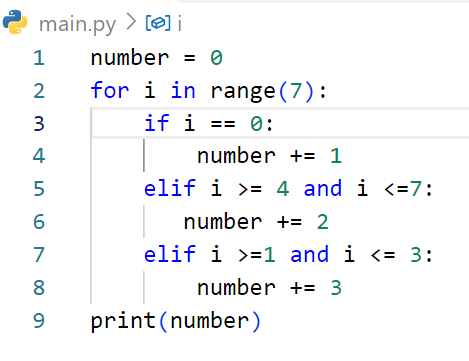 main.py > i
1 number = 0
2 for i in range(7):
3     if i == 0:
4         number += 1
5     elif i >= 4 and i <=7:
6        number += 2
7     elif i >=1 and i <= 3:
8         number += 3
9 print(number)